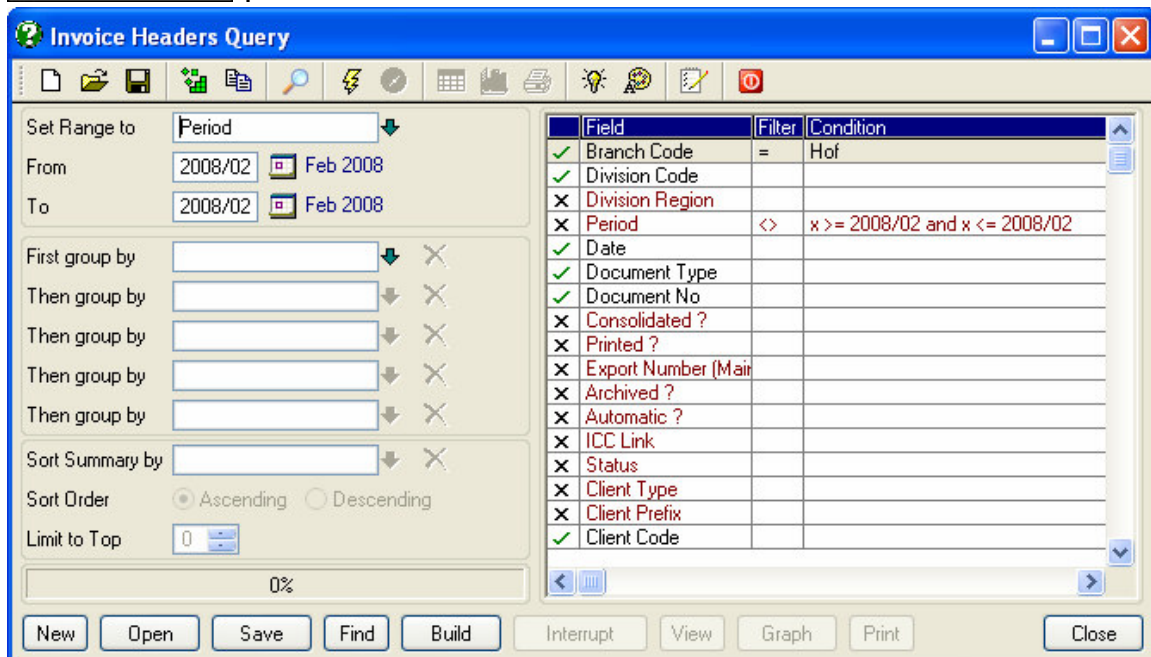 Invoice Headers Query
Set Range to Period
From 2008/02 Feb 2008
To 2008/02 Feb 2008
First group by
Then group by
Then group by
Then group by
Then group by
Sort Summary by
Sort Order Ascending Descending
Limit to Top 0
0%
Field Filter Condition
Branch Code = Hof
Division Code
Division Region
Period <> x >= 2008/02 and x <= 2008/02
Date
Document Type
Document No
Consolidated ?
Printed ?
Export Number (Mair
Archived ?
Automatic ?
ICC Link
Status
Client Type
Client Prefix
Client Code
New Open Save Find Build Interrupt View Graph Print Close